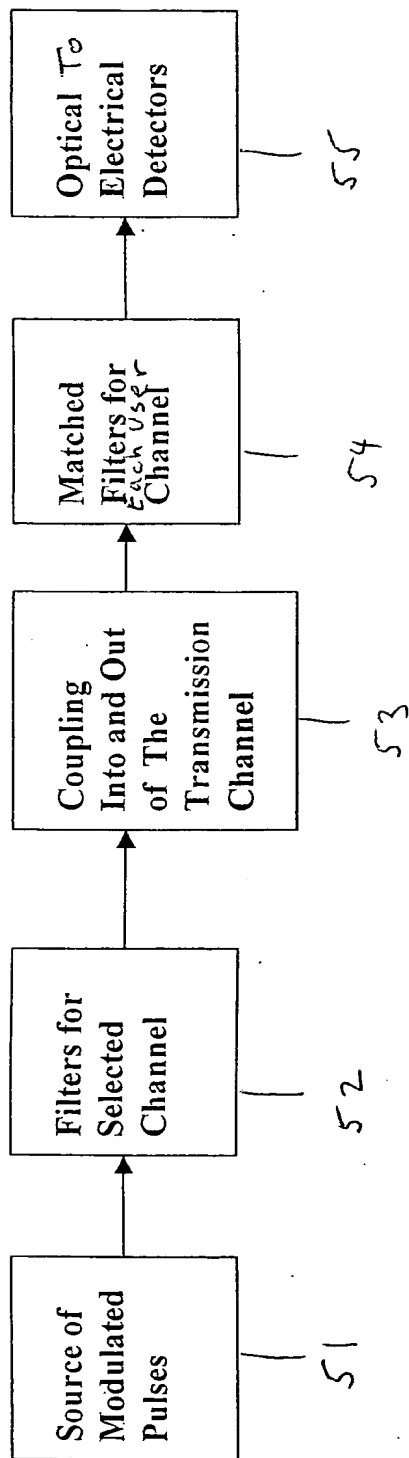 Source of
Modulated
Pulses
51
Filters for
Selected
Channel
52
Coupling
Into and Out
of The
Transmission
Channel
53
Matched
Filters for
Each User
Channel
54
Optical To
Electrical
Detectors
55